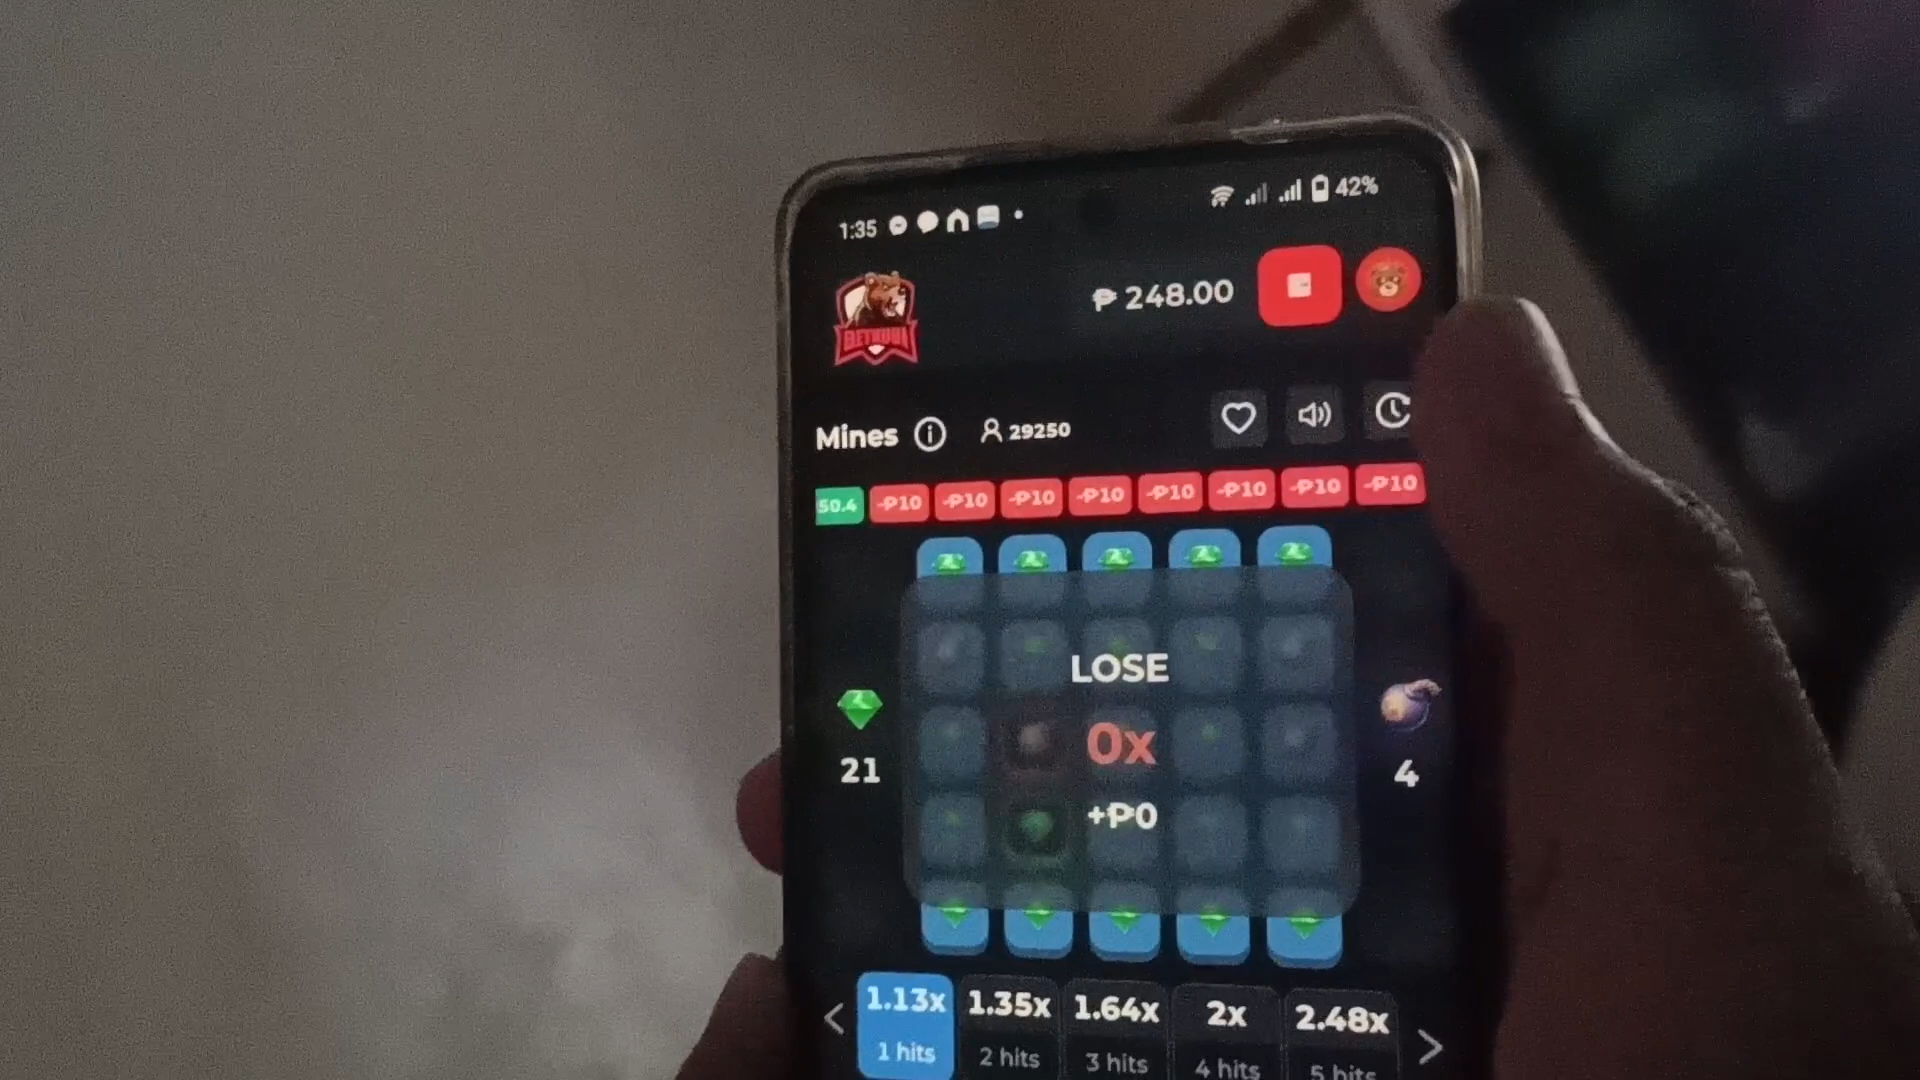 1:35 42%
₱ 248.00
Mines 29250
50.4 -₱10 -₱10 -₱10 -₱10 -₱10 -₱10 -₱10 -₱10
LOSE
0x
21 4
+₱0
1.13x 1.35x 1.64x 2x 2.48x
1 hits 2 hits 3 hits 4 hits 5 hits